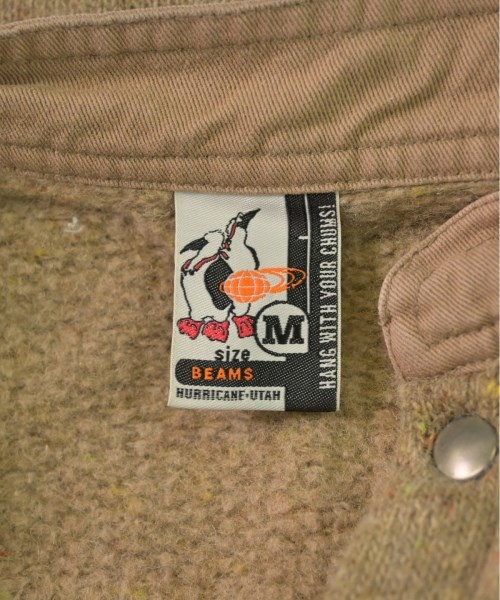 HANG WITH YOUR CHUMS!
M
size
BEAMS
HURRICANE·UTAH